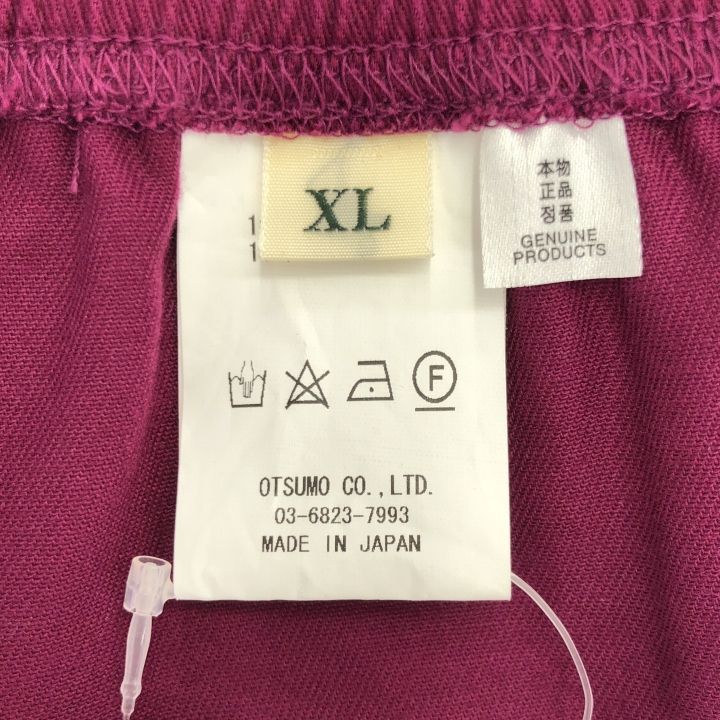 XL
本物
正品
정품
GENUINE
PRODUCTS
F
OTSUMO CO.,LTD.
03-6823-7993
MADE IN JAPAN